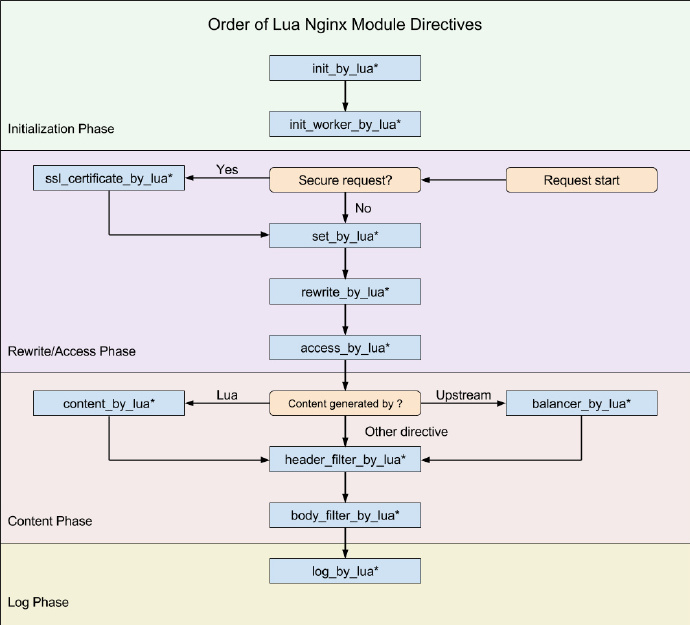 Order of Lua Nginx Module Directives
init_by_lua*
init_worker_by_lua*
Initialization Phase
ssl_certificate_by_lua*
Yes
Secure request?
Request start
No
set_by_lua*
rewrite_by_lua*
access_by_lua*
Rewrite/Access Phase
content_by_lua*
Lua
Content generated by ?
Upstream
balancer_by_lua*
Other directive
header_filter_by_lua*
body_filter_by_lua*
Content Phase
log_by_lua*
Log Phase